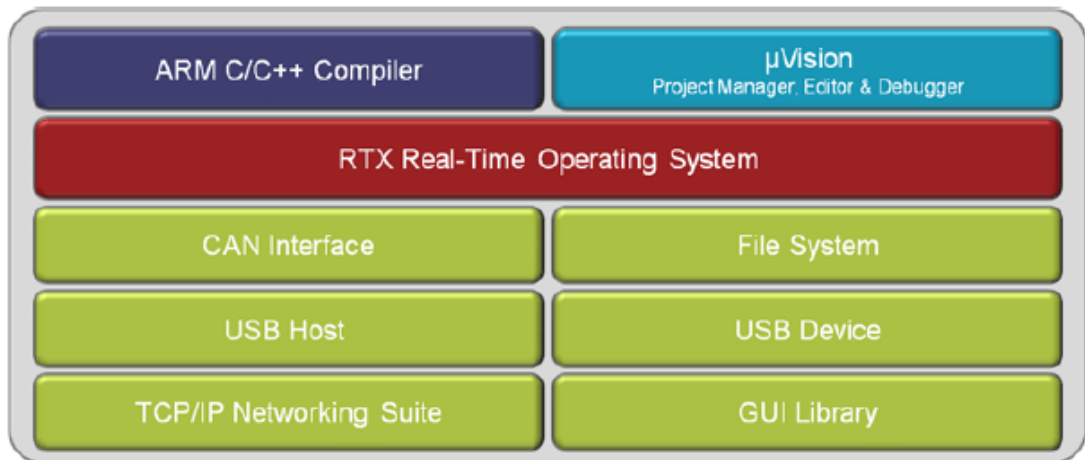 ARM C/C++ Compiler
µVision
Project Manager, Editor & Debugger
RTX Real-Time Operating System
CAN Interface
File System
USB Host
USB Device
TCP/IP Networking Suite
GUI Library